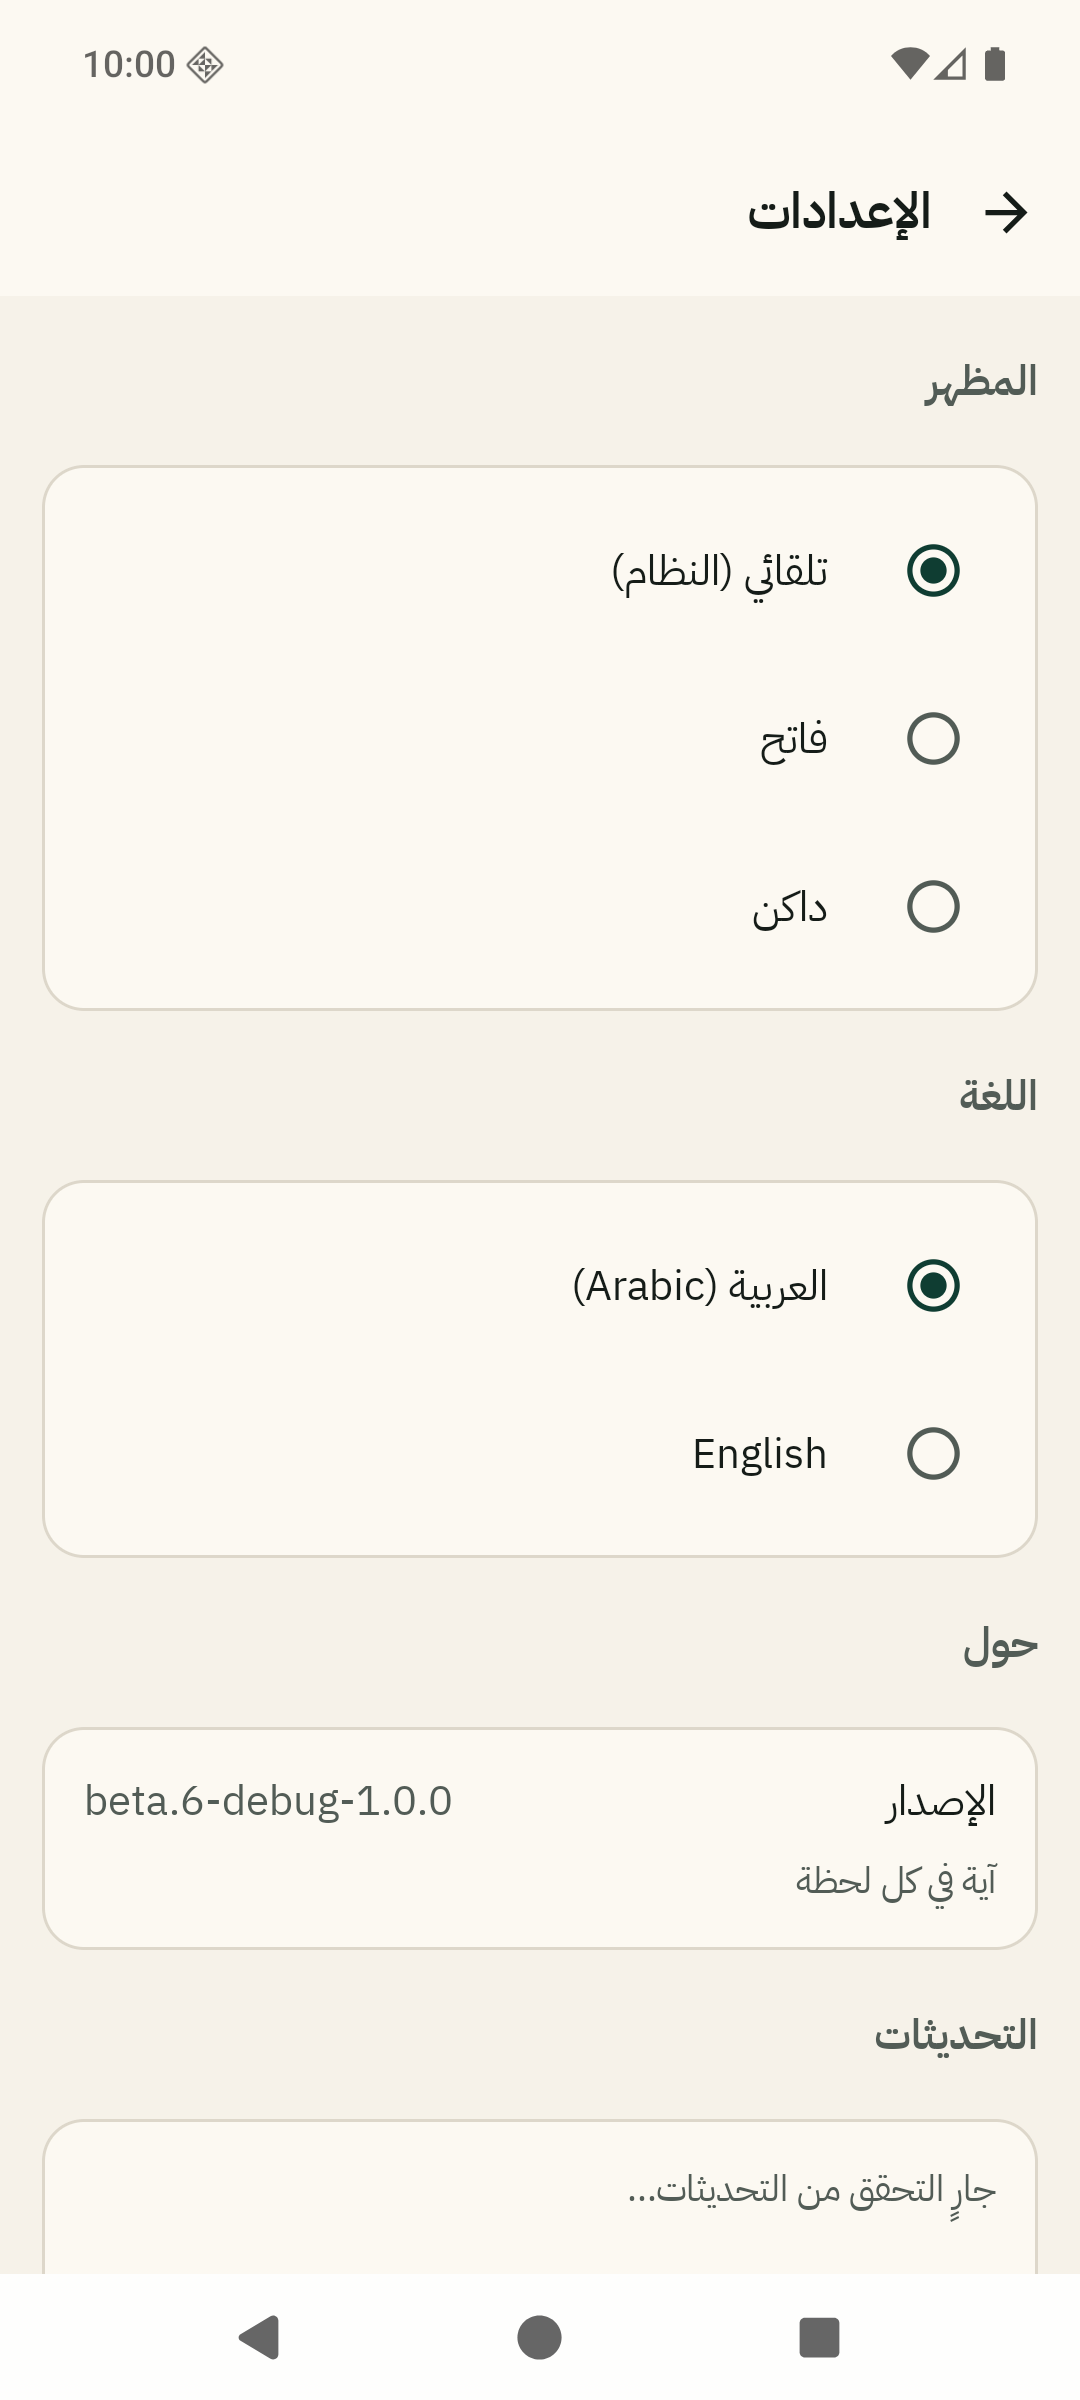 10:00
الإعدادات
المظهر
تلقائي (النظام)
فاتح
داكن
اللغة
العربية (Arabic)
English
حول
الإصدار
beta.6-debug-1.0.0
آية في كل لحظة
التحديثات
جارٍ التحقق من التحديثات...